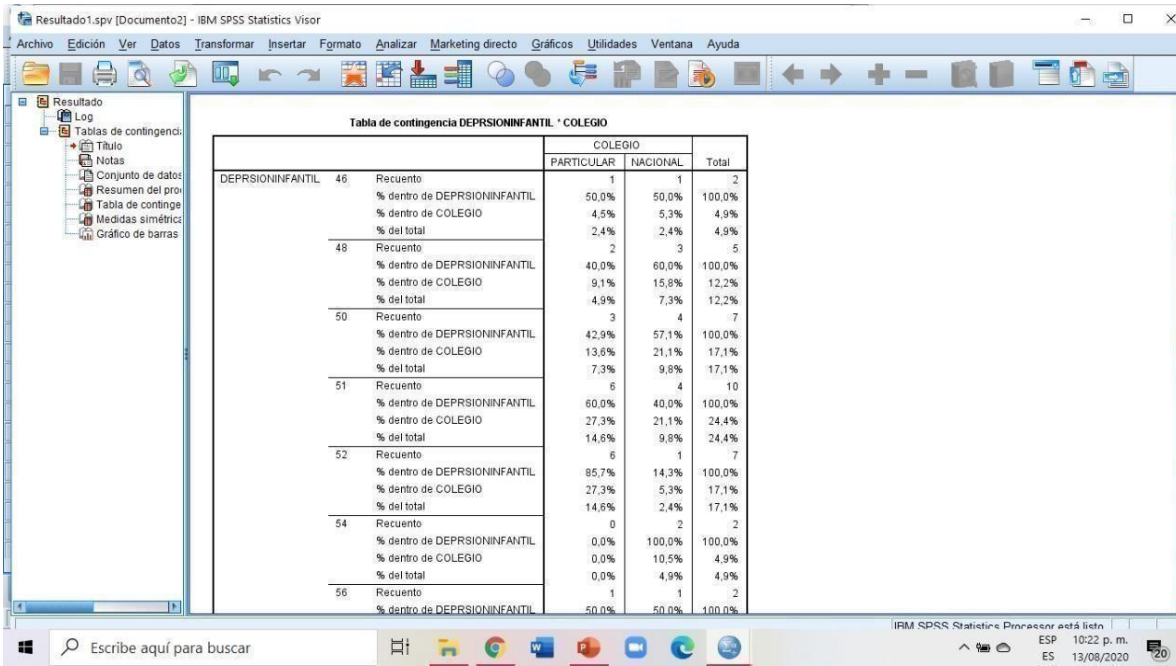 Resultado1.spv [Documento2] - IBM SPSS Statistics Visor
Archivo Edición Ver Datos Transformar Insertar Formato Analizar Marketing directo Gráficos Utilidades Ventana Ayuda
Resultado
Log
Tablas de contingenci
Título
Notas
Conjunto de datos
Resumen del pro
Tabla de continge
Medidas simétrica
Gráfico de barras
Tabla de contingencia DEPRSIONINFANTIL * COLEGIO
COLEGIO
PARTICULAR NACIONAL Total
DEPRSIONINFANTIL 46 Recuento 1 1 2
% dentro de DEPRSIONINFANTIL 50,0% 50,0% 100,0%
% dentro de COLEGIO 4,5% 5,3% 4,9%
% del total 2,4% 2,4% 4,9%
48 Recuento 2 3 5
% dentro de DEPRSIONINFANTIL 40,0% 60,0% 100,0%
% dentro de COLEGIO 9,1% 15,8% 12,2%
% del total 4,9% 7,3% 12,2%
50 Recuento 3 4 7
% dentro de DEPRSIONINFANTIL 42,9% 57,1% 100,0%
% dentro de COLEGIO 13,6% 21,1% 17,1%
% del total 7,3% 9,8% 17,1%
51 Recuento 6 4 10
% dentro de DEPRSIONINFANTIL 60,0% 40,0% 100,0%
% dentro de COLEGIO 27,3% 21,1% 24,4%
% del total 14,6% 9,8% 24,4%
52 Recuento 6 1 7
% dentro de DEPRSIONINFANTIL 85,7% 14,3% 100,0%
% dentro de COLEGIO 27,3% 5,3% 17,1%
% del total 14,6% 2,4% 17,1%
54 Recuento 0 2 2
% dentro de DEPRSIONINFANTIL 0,0% 100,0% 100,0%
% dentro de COLEGIO 0,0% 10,5% 4,9%
% del total 0,0% 4,9% 4,9%
56 Recuento 1 1 2
% dentro de DEPRSIONINFANTIL 50,0% 50,0% 100,0%
IBM SPSS Statistics Processor está listo
Escribe aquí para buscar
ESP 10:22 p. m.
ES 13/08/2020
20